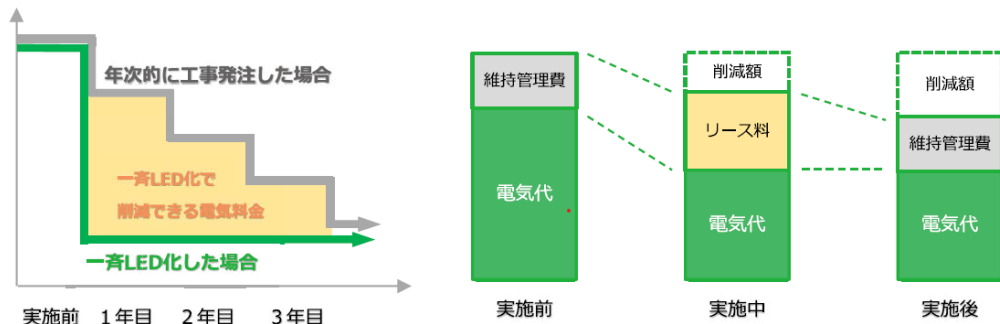 年次的に工事発注した場合
一斉LED化で
削減できる電気料金
一斉LED化した場合
実施前 1年目 2年目 3年目
維持管理費
電気代
実施前
削減額
リース料
電気代
実施中
削減額
維持管理費
電気代
実施後